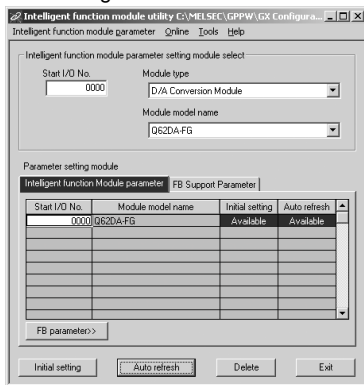 Intelligent function module utility C:\MELSEC\GPPW\GX Configura...
Intelligent function module parameter Online Tools Help
Intelligent function module parameter setting module select
Start I/O No. Module type
0000 D/A Conversion Module
Module model name
Q62DA-FG
Parameter setting module
Intelligent function Module parameter FB Support Parameter
Start I/O No. Module model name Initial setting Auto refresh
0000 Q62DA-FG Available Available
FB parameter>>
Initial setting Auto refresh Delete Exit